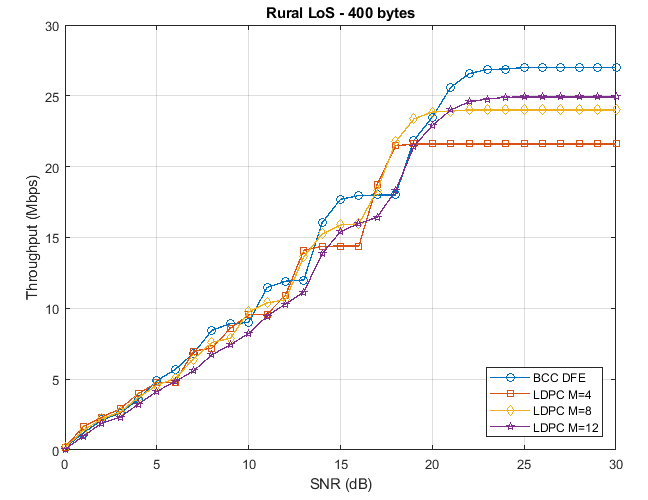 Rural LoS - 400 bytes
Throughput (Mbps)
30
25
20
15
10
5
0
0 5 10 15 20 25 30
SNR (dB)
BCC DFE
LDPC M=4
LDPC M=8
LDPC M=12